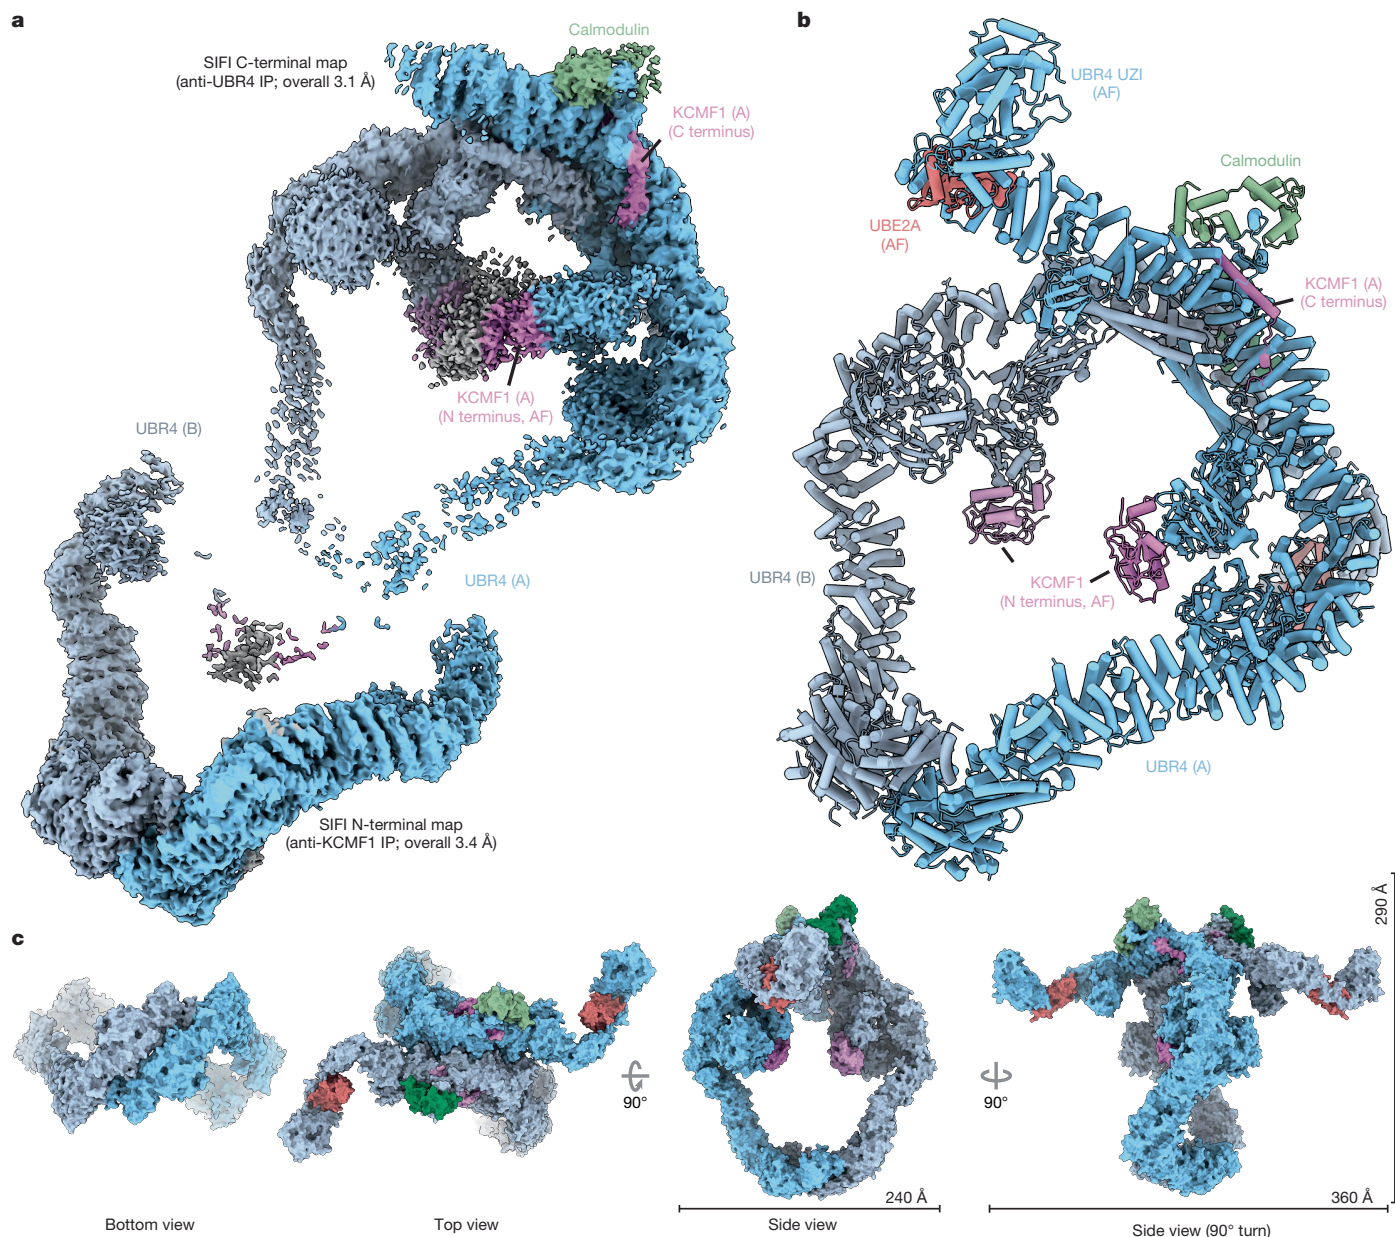 a
SIFI C-terminal map
(anti-UBR4 IP; overall 3.1 Å)
Calmodulin
KCMF1 (A)
(C terminus)
KCMF1 (A)
(N terminus, AF)
UBR4 (B)
UBR4 (A)
SIFI N-terminal map
(anti-KCMF1 IP; overall 3.4 Å)
b
UBR4 UZI
(AF)
Calmodulin
UBE2A
(AF)
KCMF1 (A)
(C terminus)
UBR4 (B)
KCMF1
(N terminus, AF)
UBR4 (A)
c
90°
90°
290 Å
240 Å
360 Å
Bottom view
Top view
Side view
Side view (90° turn)